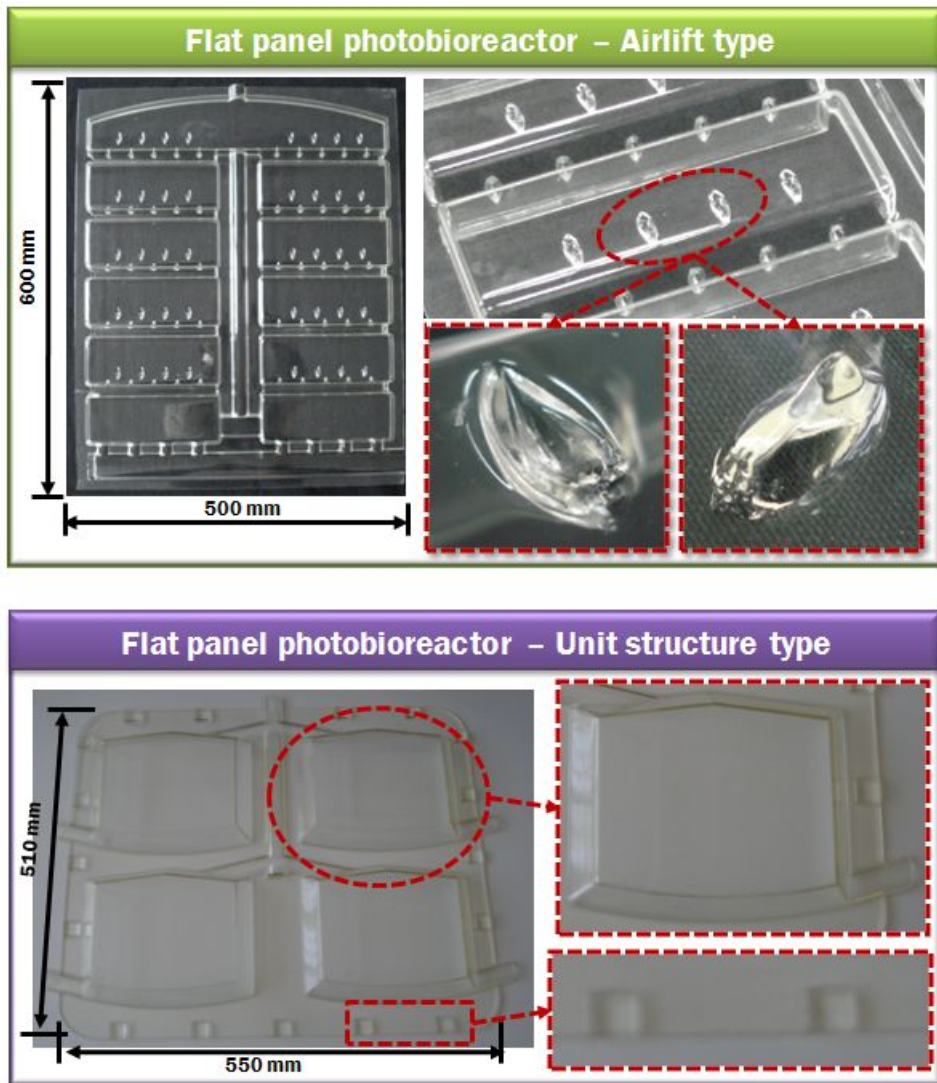 Flat panel photobioreactor – Airlift type
600 mm
500 mm
Flat panel photobioreactor – Unit structure type
510 mm
550 mm